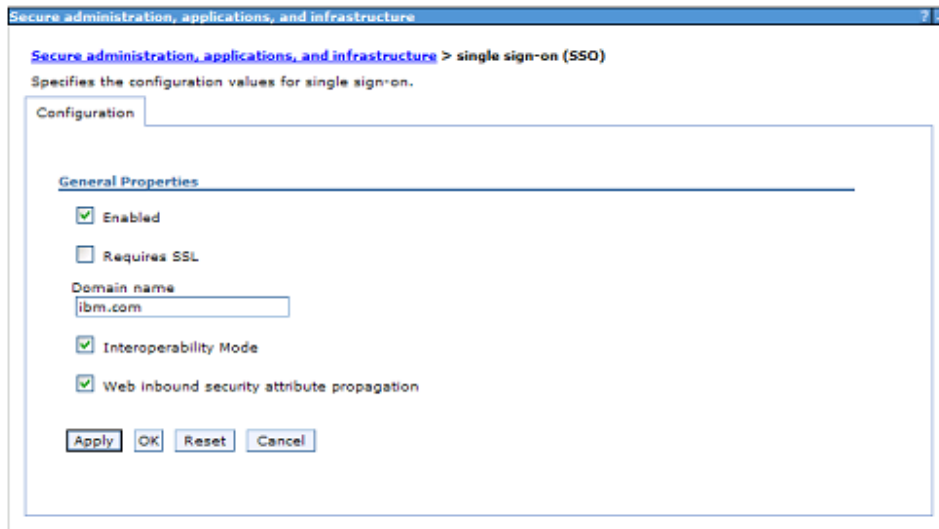 Secure administration, applications, and infrastructure ?
Secure administration, applications, and infrastructure > single sign-on (SSO)
Specifies the configuration values for single sign-on.
Configuration
General Properties
Enabled
Requires SSL
Domain name
ibm.com
Interoperability Mode
Web inbound security attribute propagation
Apply OK Reset Cancel